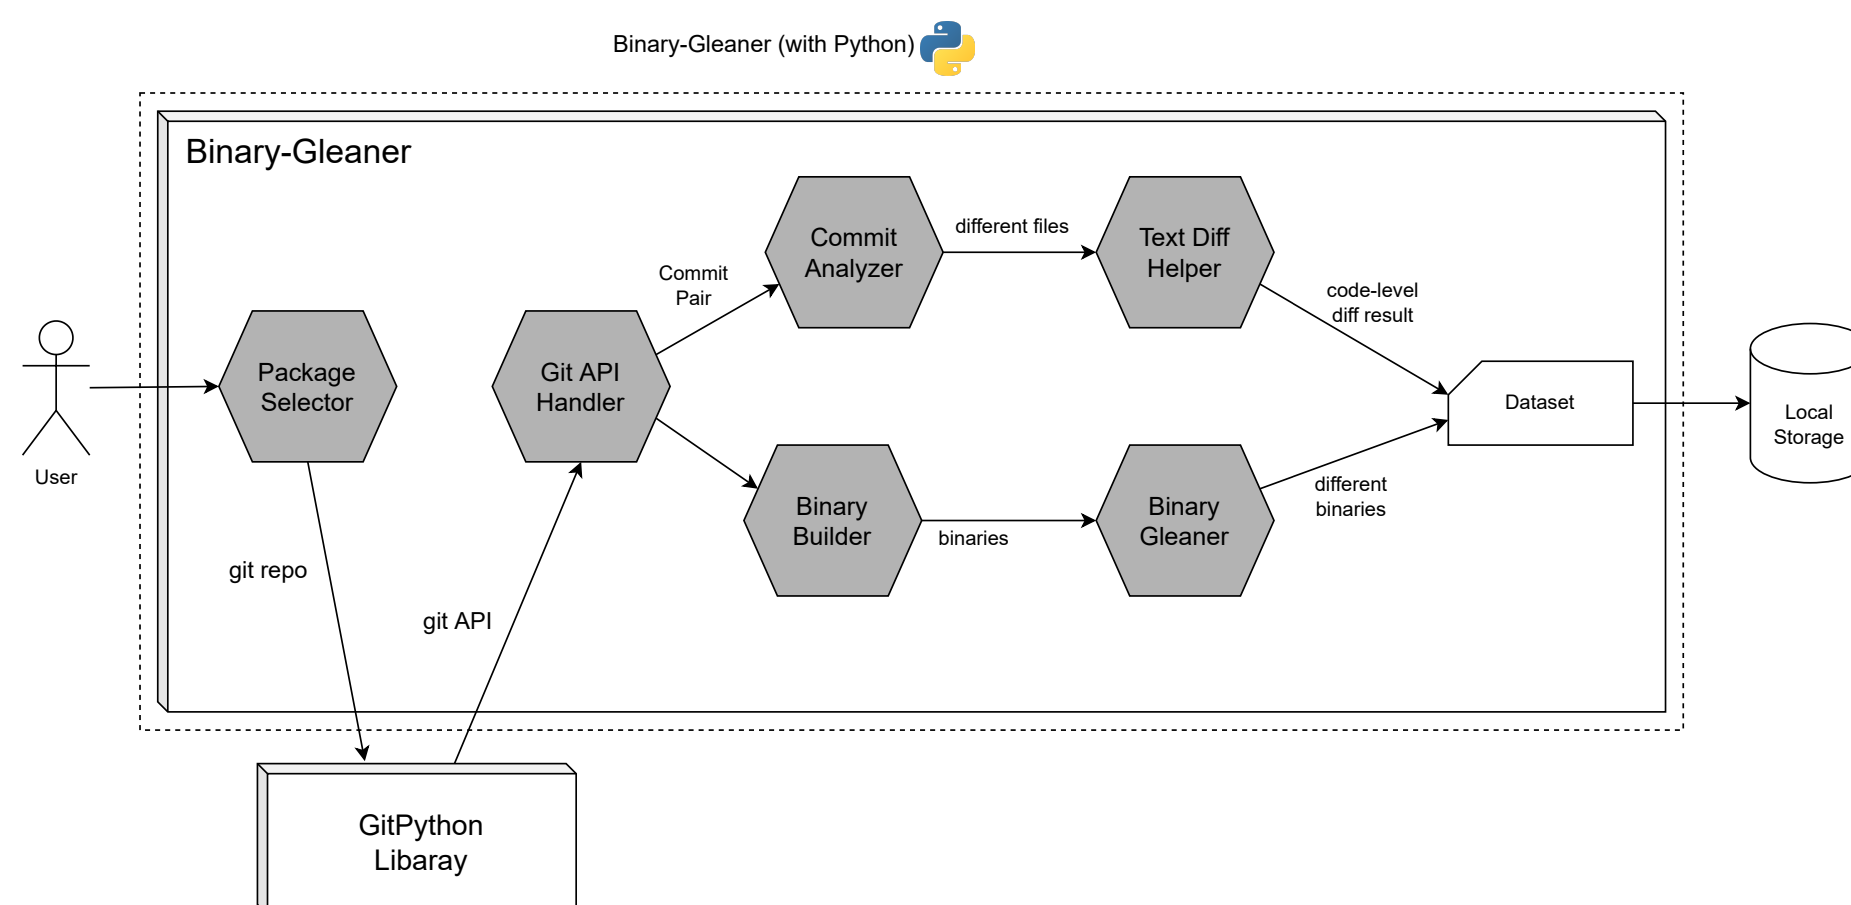 Binary-Gleaner (with Python)
Binary-Gleaner
User
Package
Selector
git repo
git API
Git API
Handler
Commit
Pair
Commit
Analyzer
different files
Text Diff
Helper
code-level
diff result
Binary
Builder
binaries
Binary
Gleaner
different
binaries
Dataset
Local
Storage
GitPython
Libaray